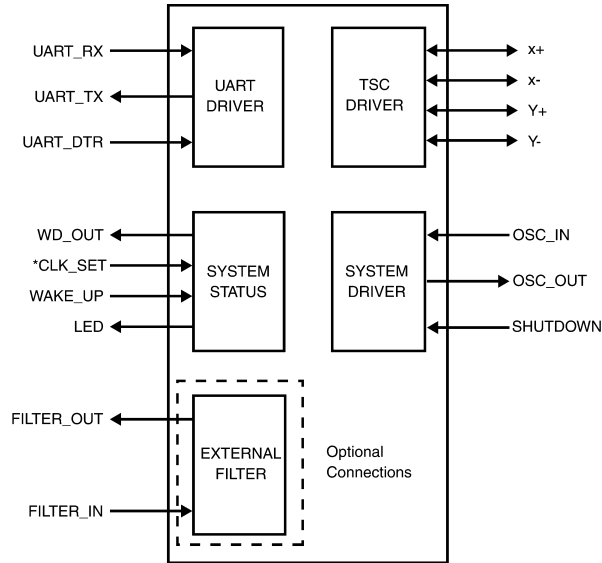 UART_RX
UART_TX
UART_DTR
UART
DRIVER
TSC
DRIVER
x+
x-
Y+
Y-
WD_OUT
*CLK_SET
WAKE_UP
LED
SYSTEM
STATUS
SYSTEM
DRIVER
OSC_IN
OSC_OUT
SHUTDOWN
FILTER_OUT
FILTER_IN
EXTERNAL
FILTER
Optional
Connections